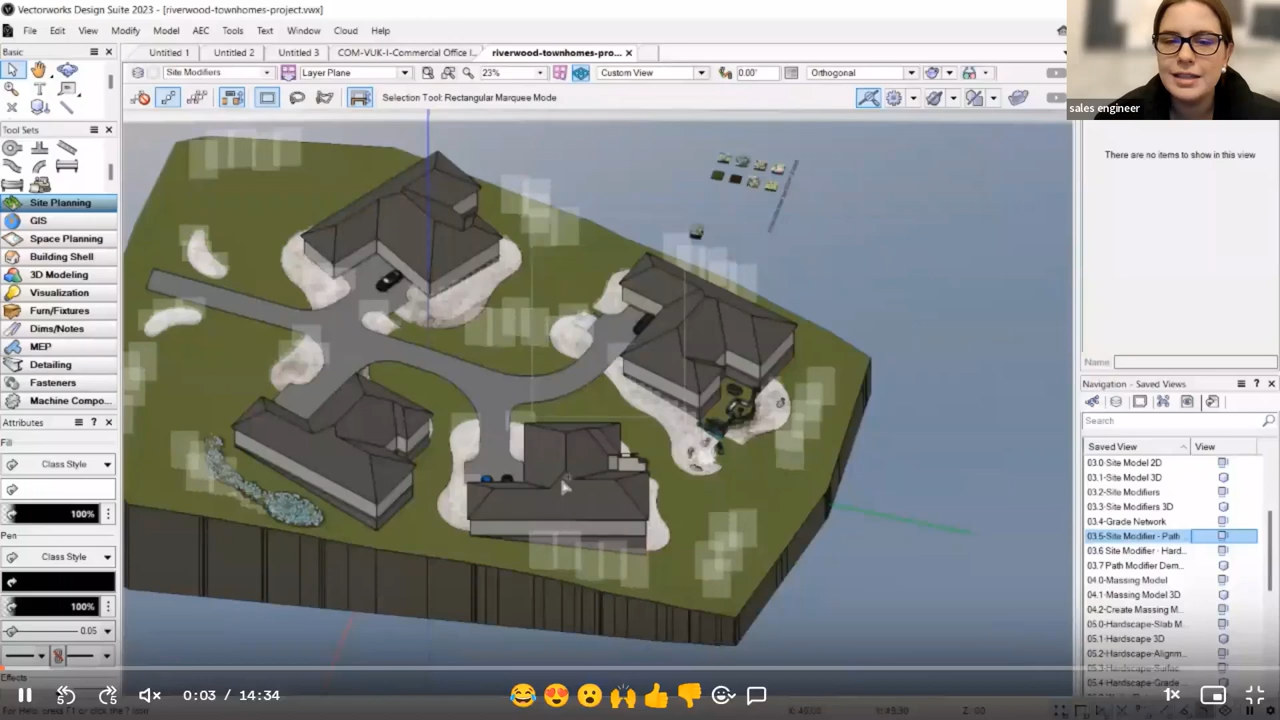 Vectorworks Design Suite 2023 - [riverwood-townhomes-project.vwx]
File Edit View Modify Model AEC Tools Text Window Cloud Help
Basic
Untitled 1 Untitled 2 Untitled 3 COM-VUK-I-Commercial Office I... riverwood-townhomes-pro...
Site Modifiers Layer Plane 23% Custom View 0.00' Orthogonal
Selection Tool: Rectangular Marquee Mode
sales engineer
Tool Sets
Site Planning
GIS
Space Planning
Building Shell
3D Modeling
Visualization
Furn/Fixtures
Dims/Notes
MEP
Detailing
Fasteners
Machine Compo...
Attributes
Fill
Class Style
100%
Pen
Class Style
100%
0.05
Effects
There are no items to show in this view
Name
Navigation - Saved Views
Search
Saved View View
03.0 Site Model 2D
03.1-Site Model 3D
03.2-Site Modifiers
03.3-Site Modifiers 3D
03.4-Grade Network
03.5-Site Modifier - Path
03.6 Site Modifier - Hard...
03.7 Path Modifier Dem...
04.0-Massing Model
04.1-Massing Model 3D
04.2-Create Massing M...
05.0-Hardscape-Slab M...
05.1-Hardscape 3D
05.2-Hardscape-Alignm...
05.3-Hardscape-Surfac...
05.4-Hardscape-Grade
5 5 0:03 / 14:34 1×